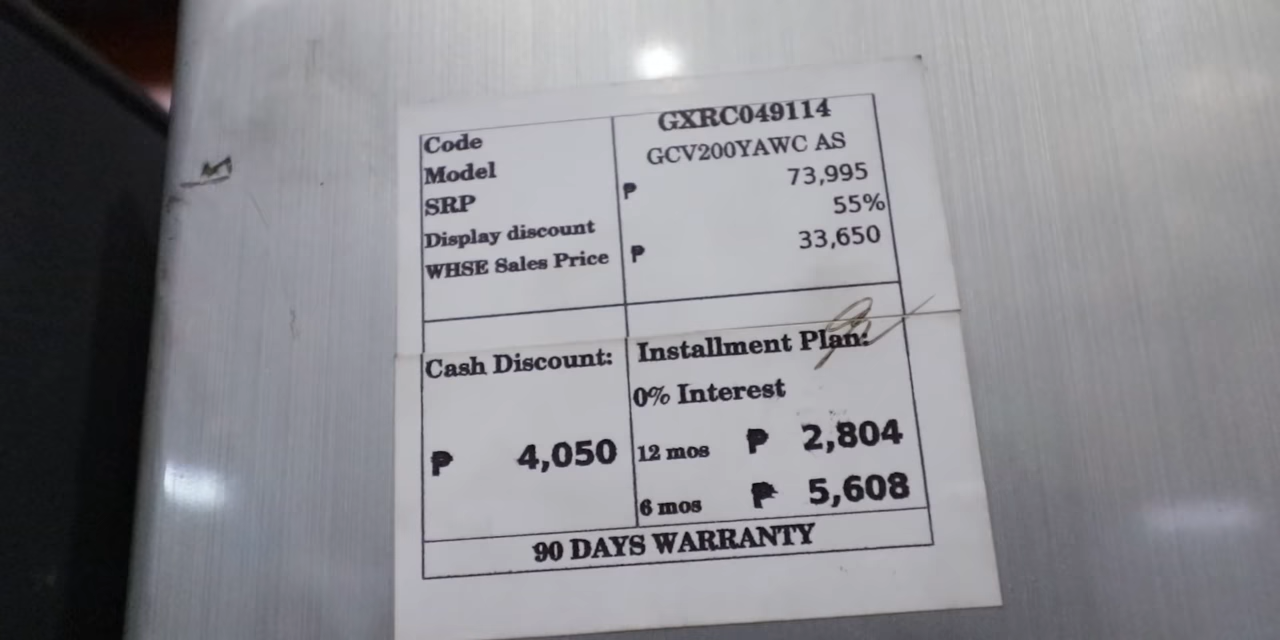 Code GXRC049114
Model GCV200YAWC AS
SRP ₱ 73,995
Display discount 55%
WHSE Sales Price ₱ 33,650
Cash Discount: Installment Plan:
0% Interest
₱ 4,050 12 mos ₱ 2,804
6 mos ₱ 5,608
90 DAYS WARRANTY